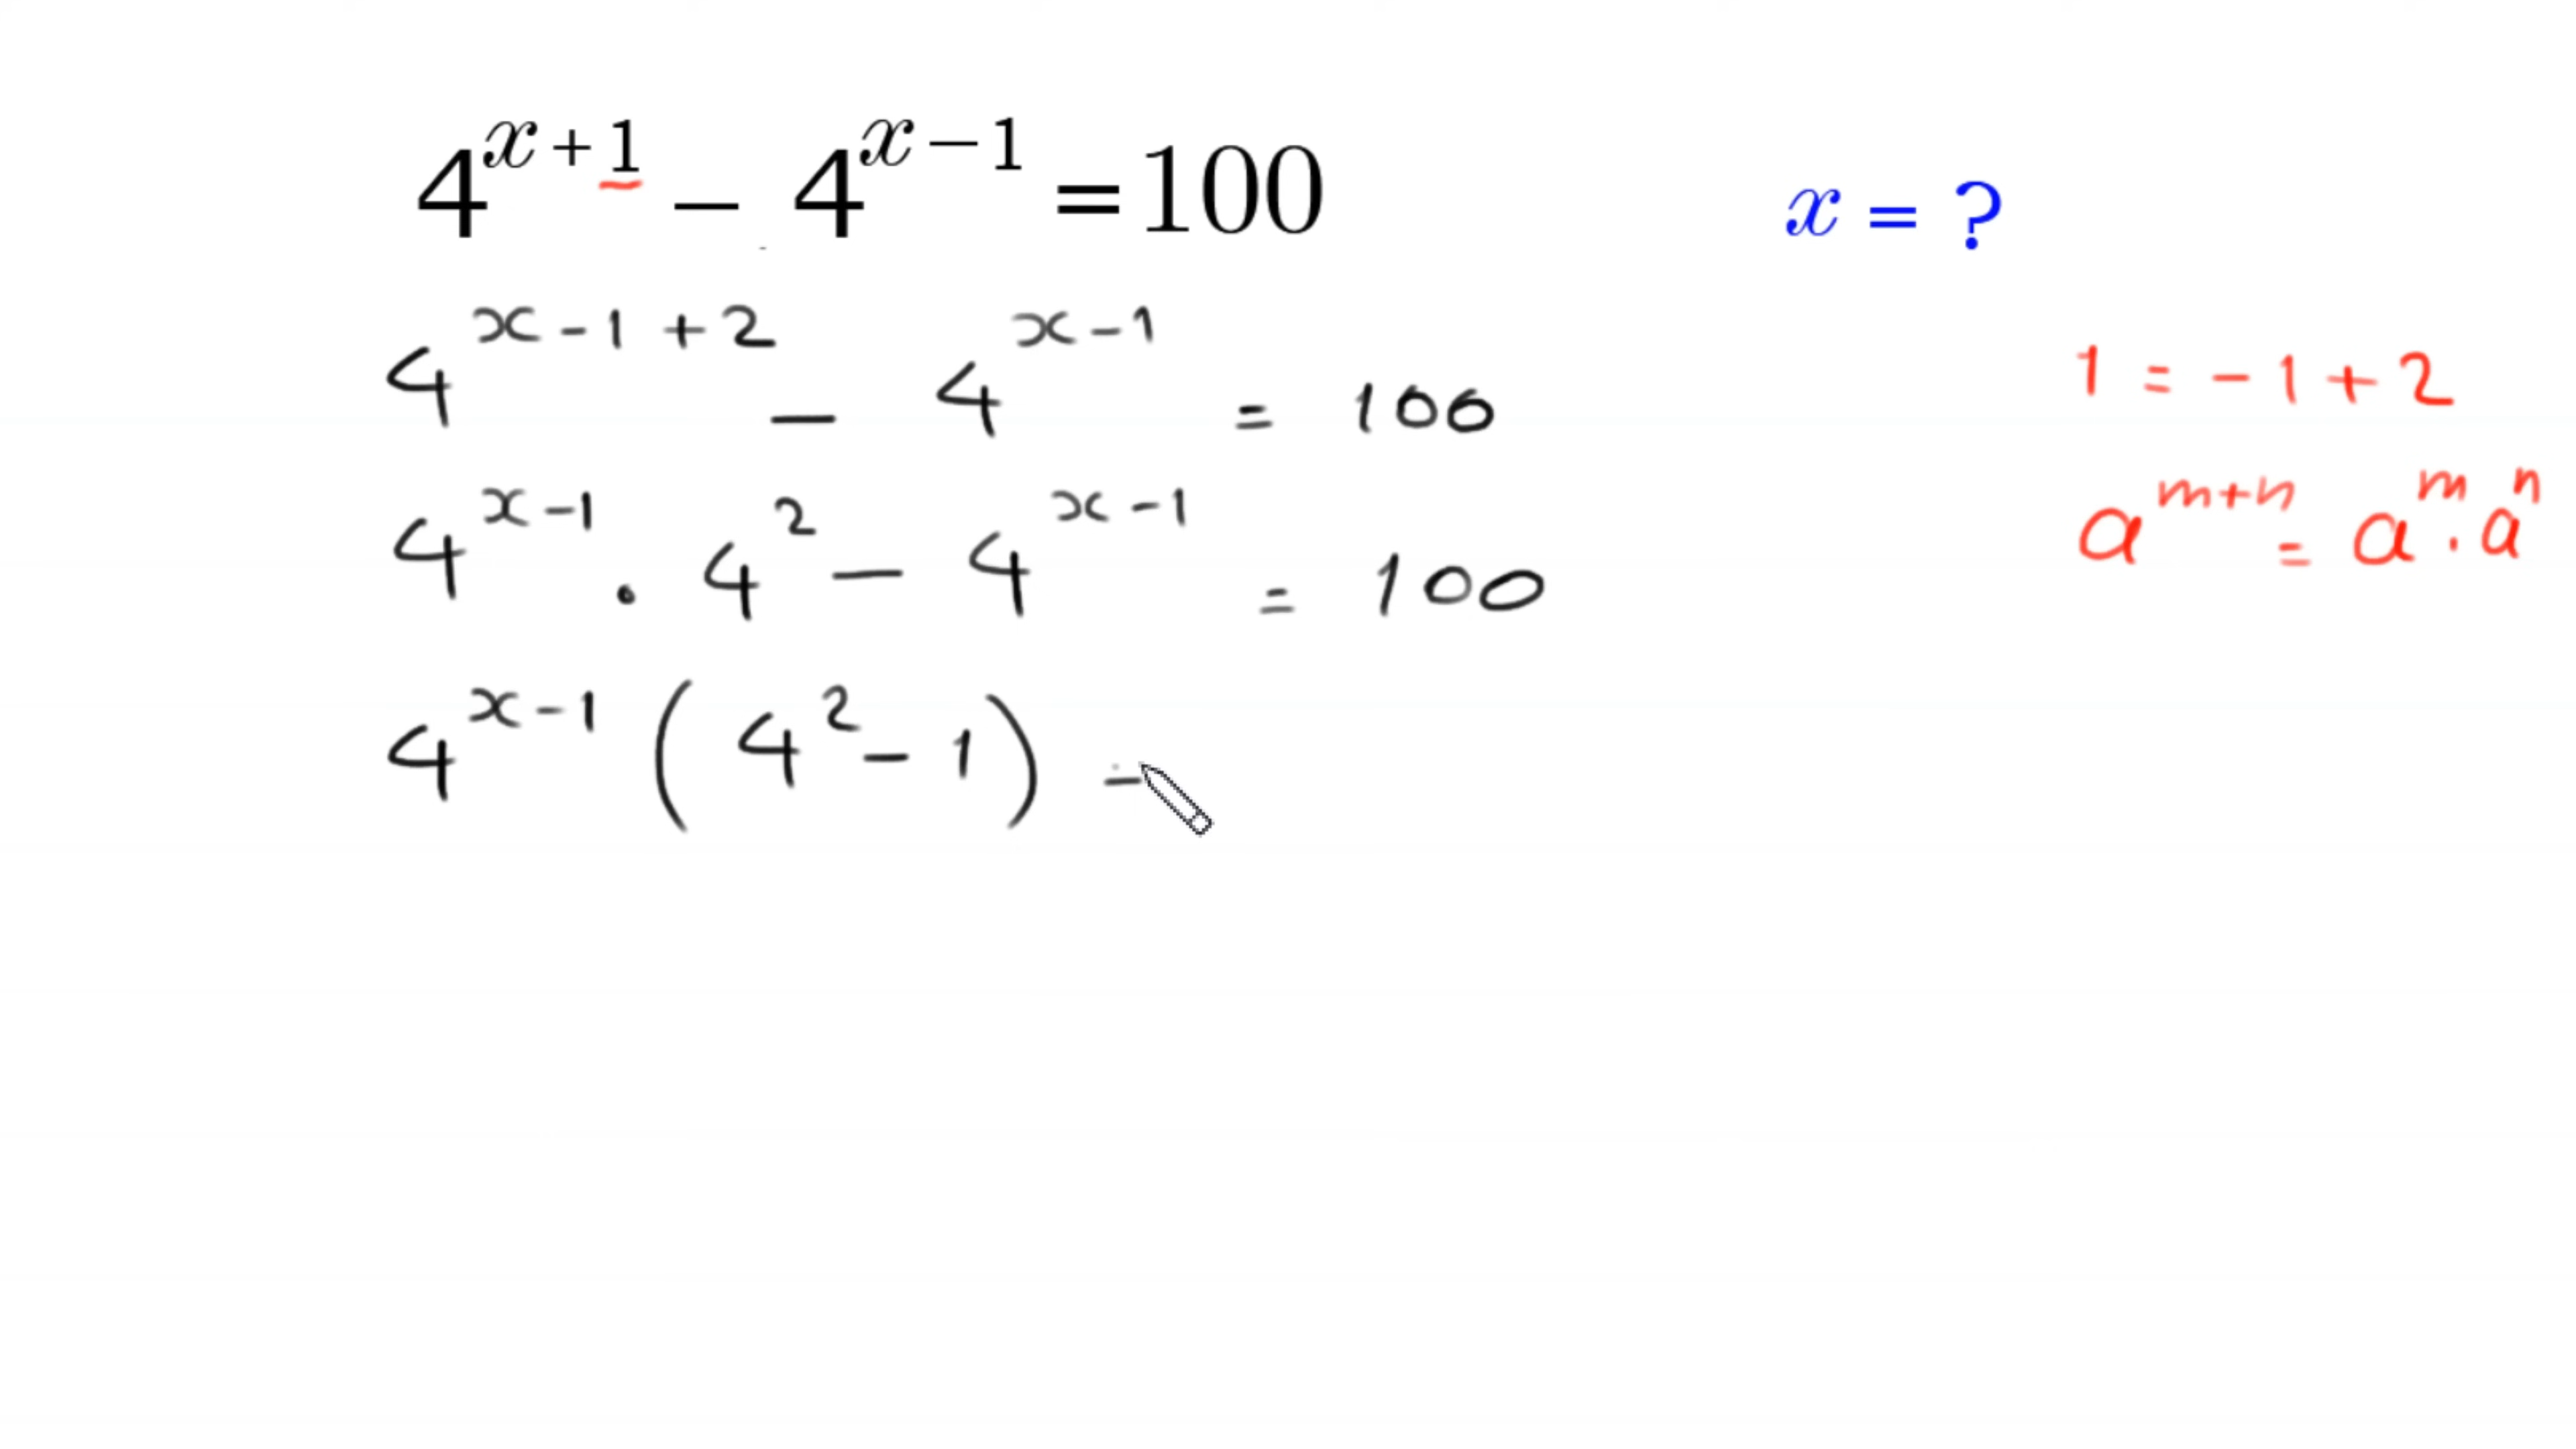 4^{x+1} - 4^{x-1} = 100
x = ?
4^{x-1+2} - 4^{x-1} = 100
1 = -1+2
4^{x-1} . 4^2 - 4^{x-1} = 100
a^{m+n} = a^m . a^n
4^{x-1} ( 4^2 - 1 ) =